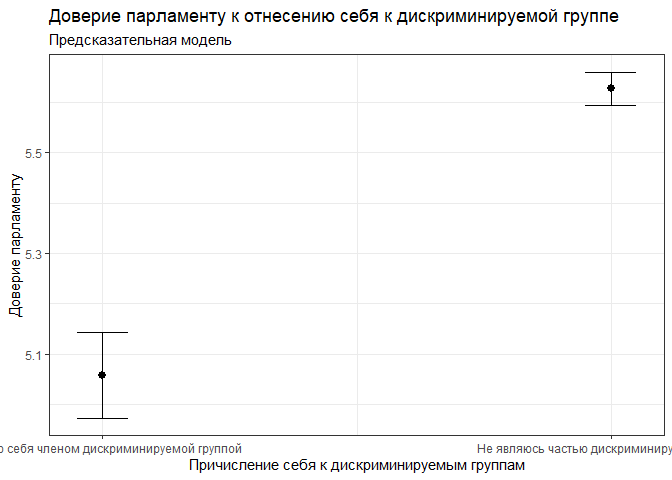 Доверие парламенту к отнесению себя к дискриминируемой группе
Предсказательная модель
Доверие парламенту
5.5
5.3
5.1
о себя членом дискриминируемой группой
Не являюсь частью дискриминиру
Причисление себя к дискриминируемым группам